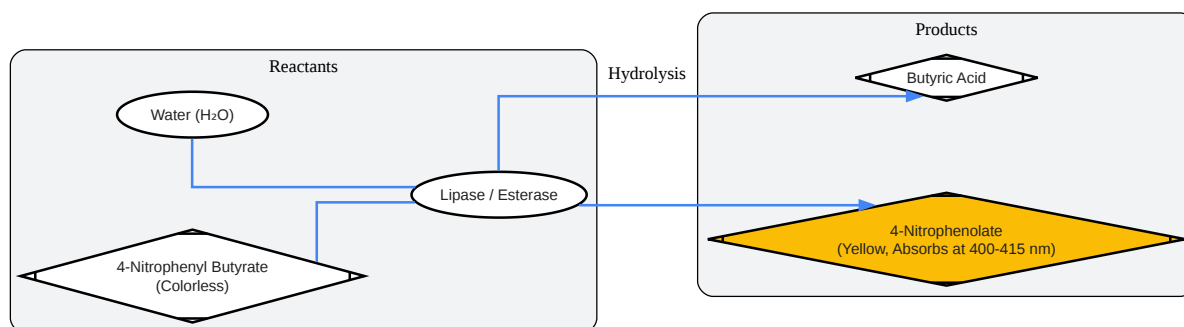 Reactants
Water (H₂O)
Lipase / Esterase
4-Nitrophenyl Butyrate
(Colorless)
Hydrolysis
Products
Butyric Acid
4-Nitrophenolate
(Yellow, Absorbs at 400-415 nm)